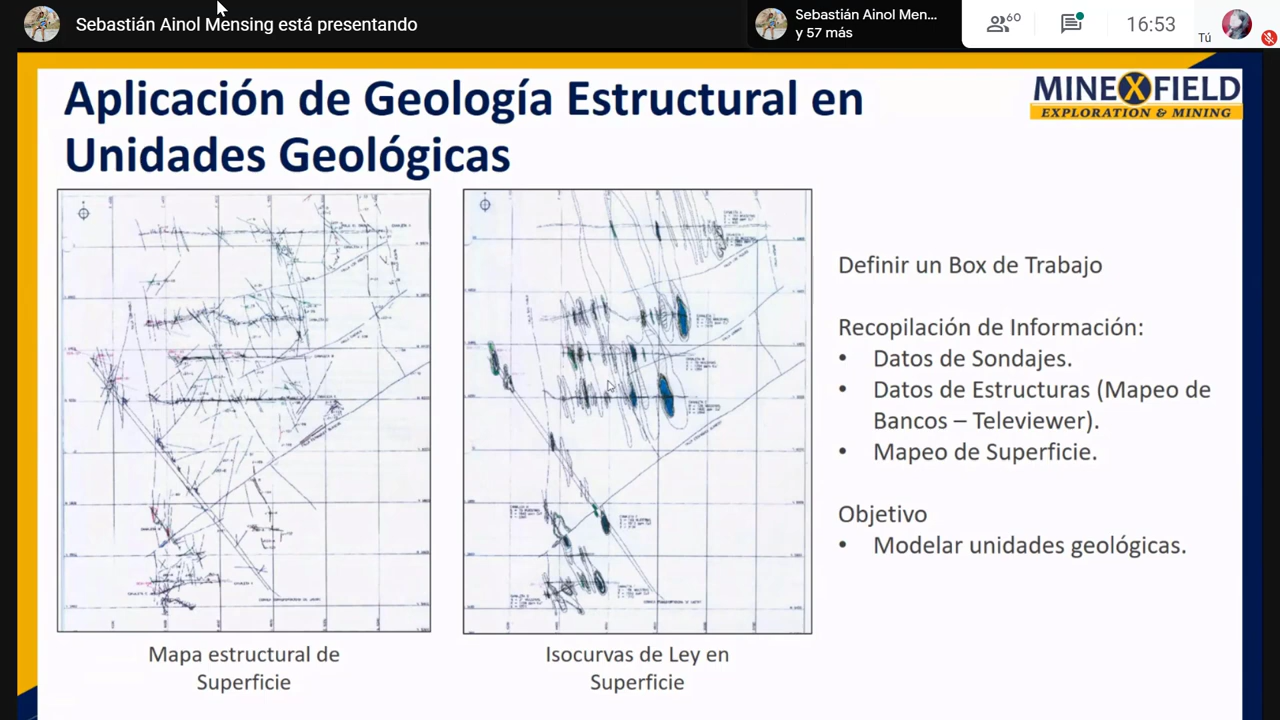 Sebastián Ainol Mensing está presentando
Sebastián Ainol Men...
y 57 más
60
16:53
Tú
Aplicación de Geología Estructural en
Unidades Geológicas
MINEXFIELD
EXPLORATION & MINING
Definir un Box de Trabajo
Recopilación de Información:
• Datos de Sondajes.
• Datos de Estructuras (Mapeo de
Bancos – Televiewer).
• Mapeo de Superficie.
Objetivo
• Modelar unidades geológicas.
Mapa estructural de
Superficie
Isocurvas de Ley en
Superficie